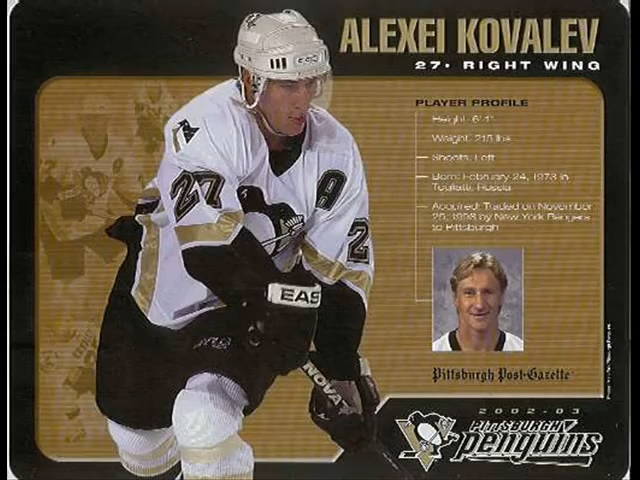 ALEXEI KOVALEV
27• RIGHT WING
PLAYER PROFILE
Height: 6'1"
Weight: 215 lbs
Shoots: Left
Born: February 24, 1973 in
Togliatti, Russia
Acquired: Traded on November
25, 1998 by New York Rangers
to Pittsburgh
27
A
2
EAS
NOVA
Pittsburgh Post-Gazette
2002-03
PITTSBURGH
penguins